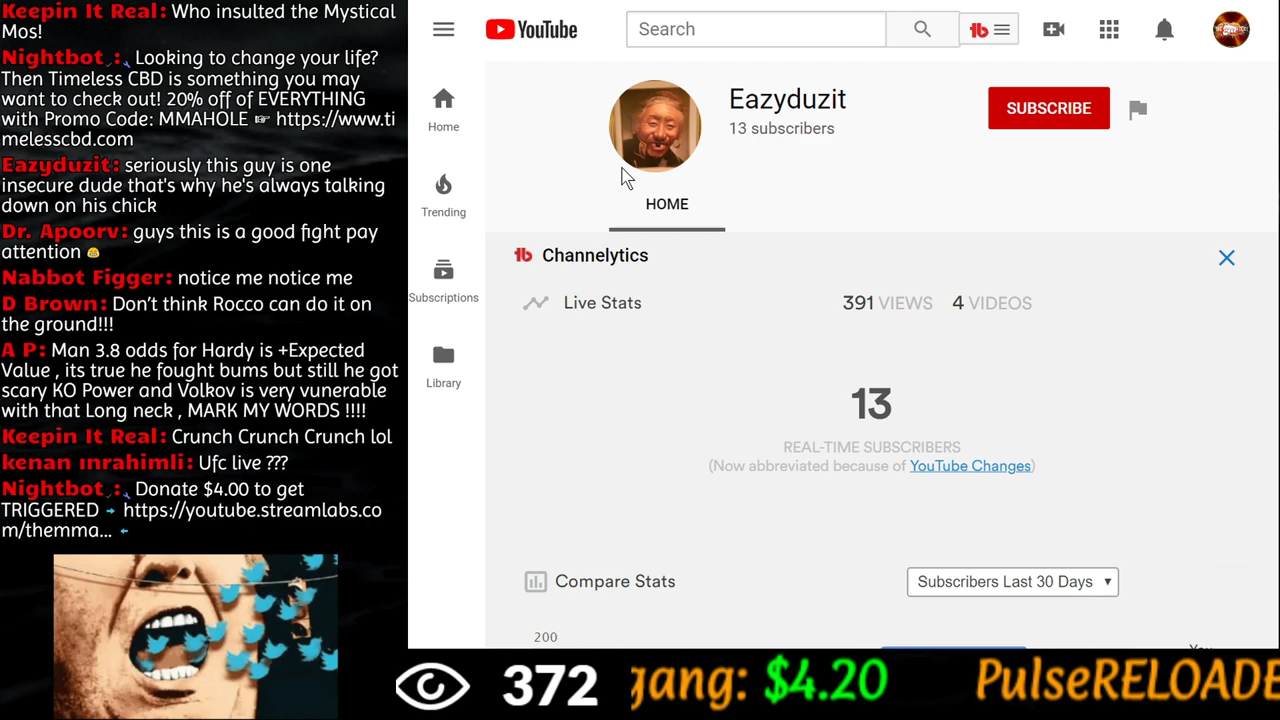 Keepin It Real: Who insulted the Mystical
Mos!
Nightbot : Looking to change your life?
Then Timeless CBD is something you may
want to check out! 20% off of EVERYTHING
with Promo Code: MMAHOLE ☞ https://www.ti
melesscbd.com
Eazyduzit: seriously this guy is one
insecure dude that's why he's always talking
down on his chick
Dr. Apoorv: guys this is a good fight pay
attention
Nabbot Figger: notice me notice me
D Brown: Don't think Rocco can do it on
the ground!!!
A P: Man 3.8 odds for Hardy is +Expected
Value , its true he fought bums but still he got
scary KO Power and Volkov is very vunerable
with that Long neck , MARK MY WORDS !!!!
Keepin It Real: Crunch Crunch Crunch lol
kenan ınrahimli: Ufc live ???
Nightbot : Donate $4.00 to get
TRIGGERED https://youtube.streamlabs.co
m/themma...
YouTube
Search
tb
Home
Trending
Subscriptions
Library
Eazyduzit
13 subscribers
SUBSCRIBE
HOME
tb Channelytics
Live Stats 391 VIEWS 4 VIDEOS
13
REAL-TIME SUBSCRIBERS
(Now abbreviated because of YouTube Changes)
Compare Stats Subscribers Last 30 Days
200
You
372 gang: $4.20 PulseRELOADE